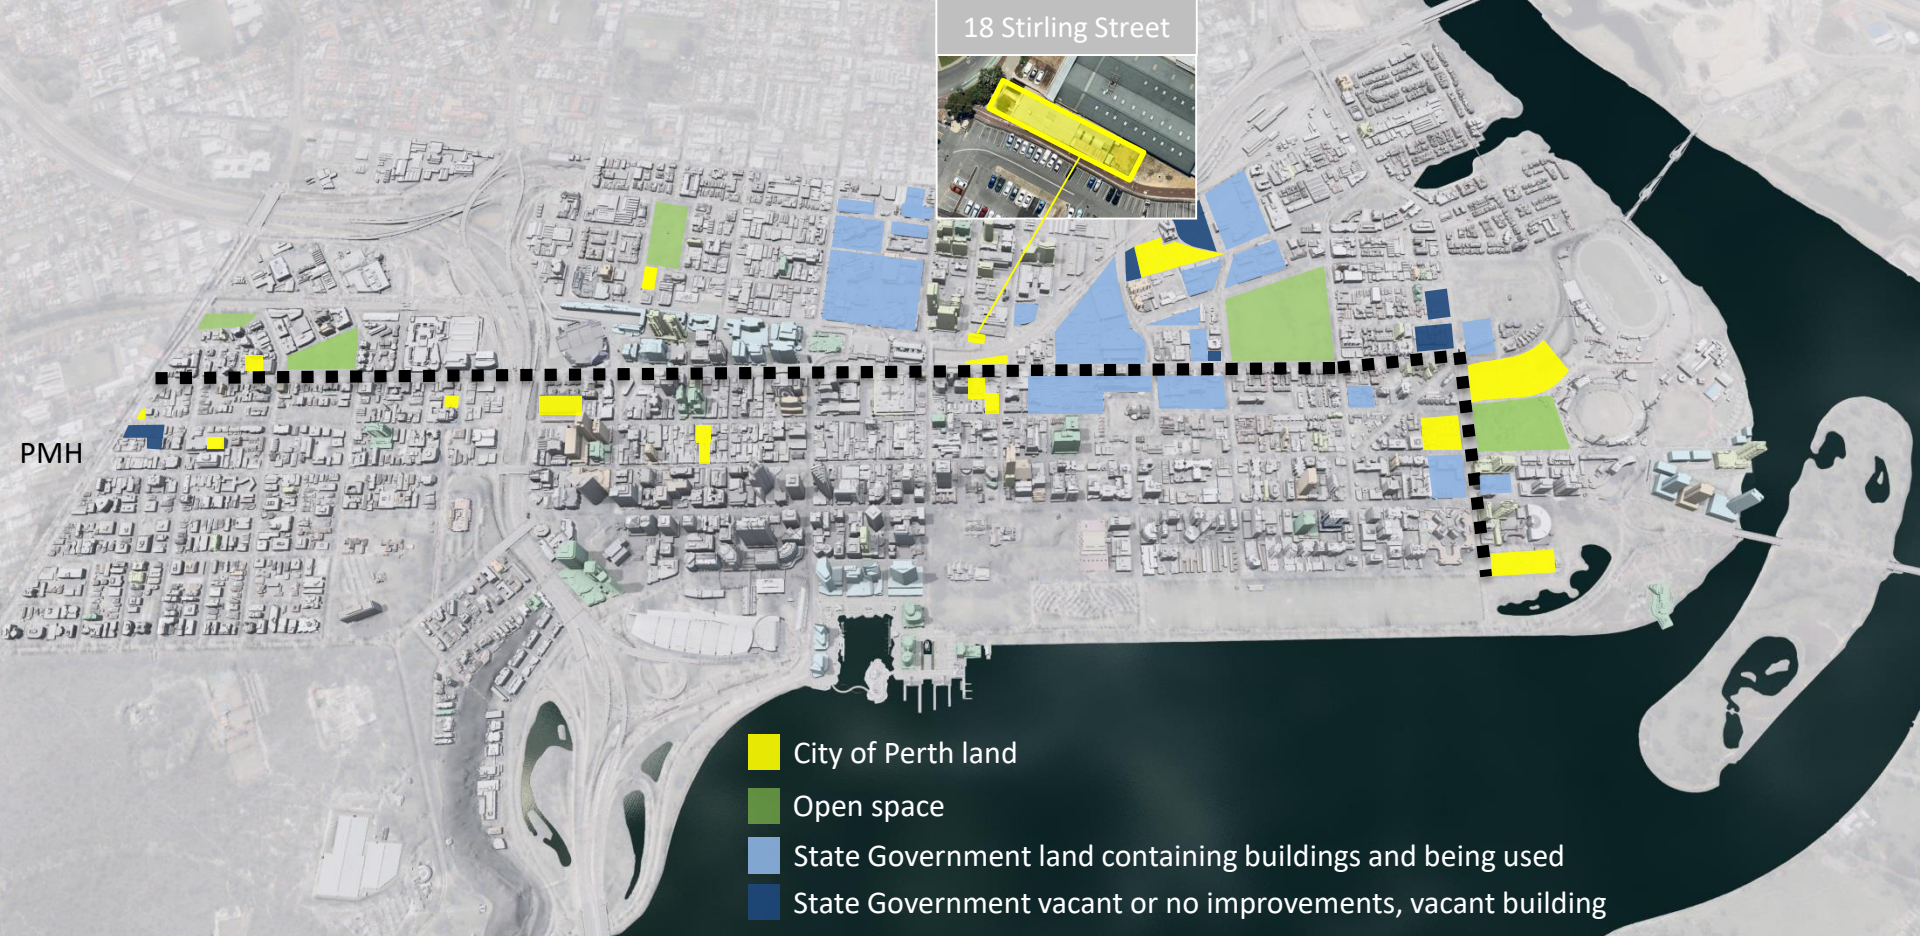 18 Stirling Street
PMH
City of Perth land
Open space
State Government land containing buildings and being used
State Government vacant or no improvements, vacant building